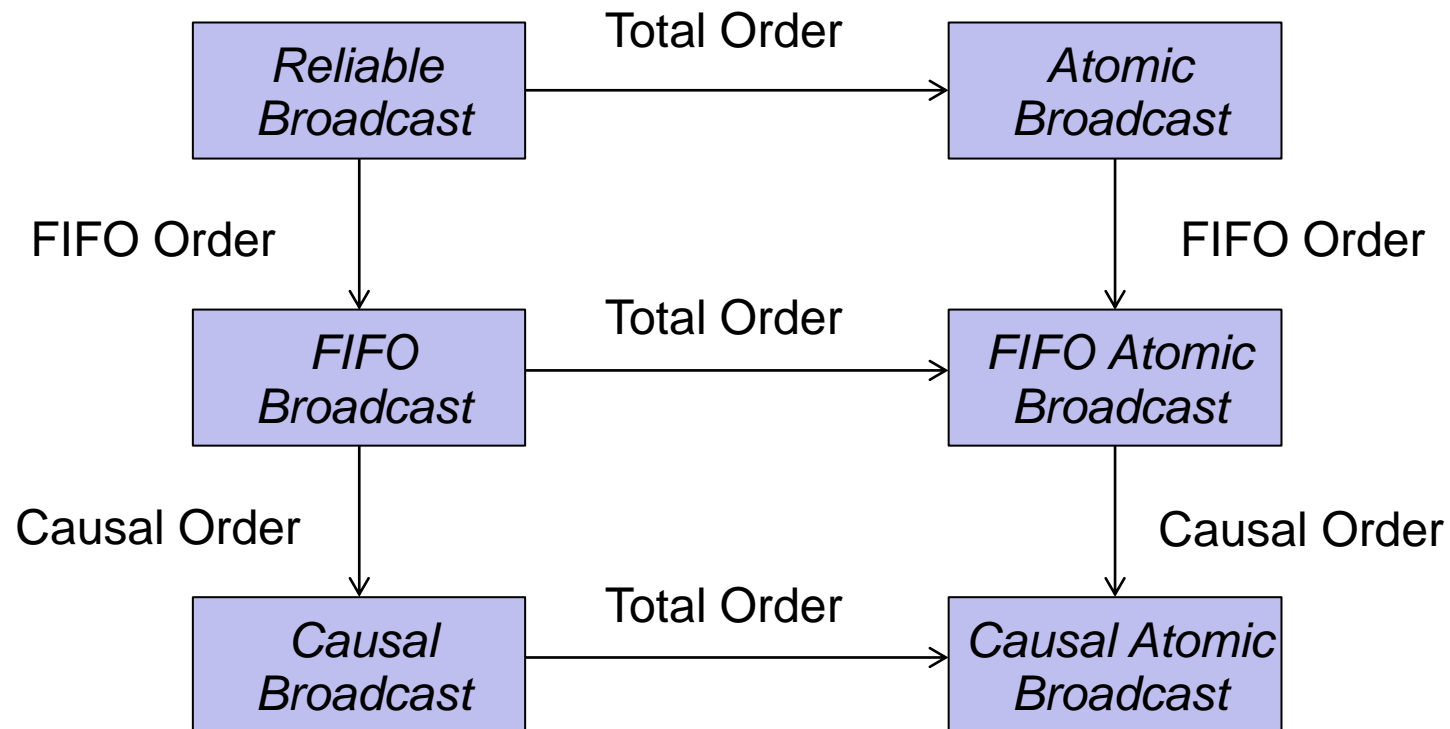 Total Order
Reliable
Broadcast
Atomic
Broadcast
FIFO Order
FIFO Order
Total Order
FIFO
Broadcast
FIFO Atomic
Broadcast
Causal Order
Causal Order
Total Order
Causal
Broadcast
Causal Atomic
Broadcast